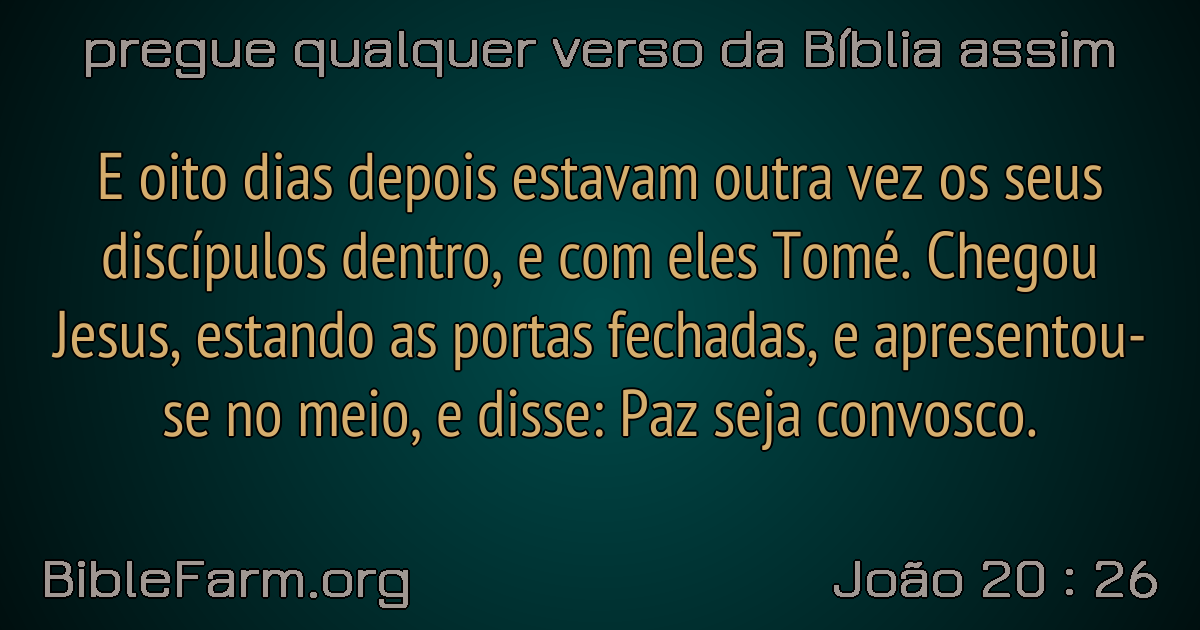 pregue qualquer verso da Bíblia assim
E oito dias depois estavam outra vez os seus
discípulos dentro, e com eles Tomé. Chegou
Jesus, estando as portas fechadas, e apresentou-
se no meio, e disse: Paz seja convosco.
BibleFarm.org
João 20 : 26